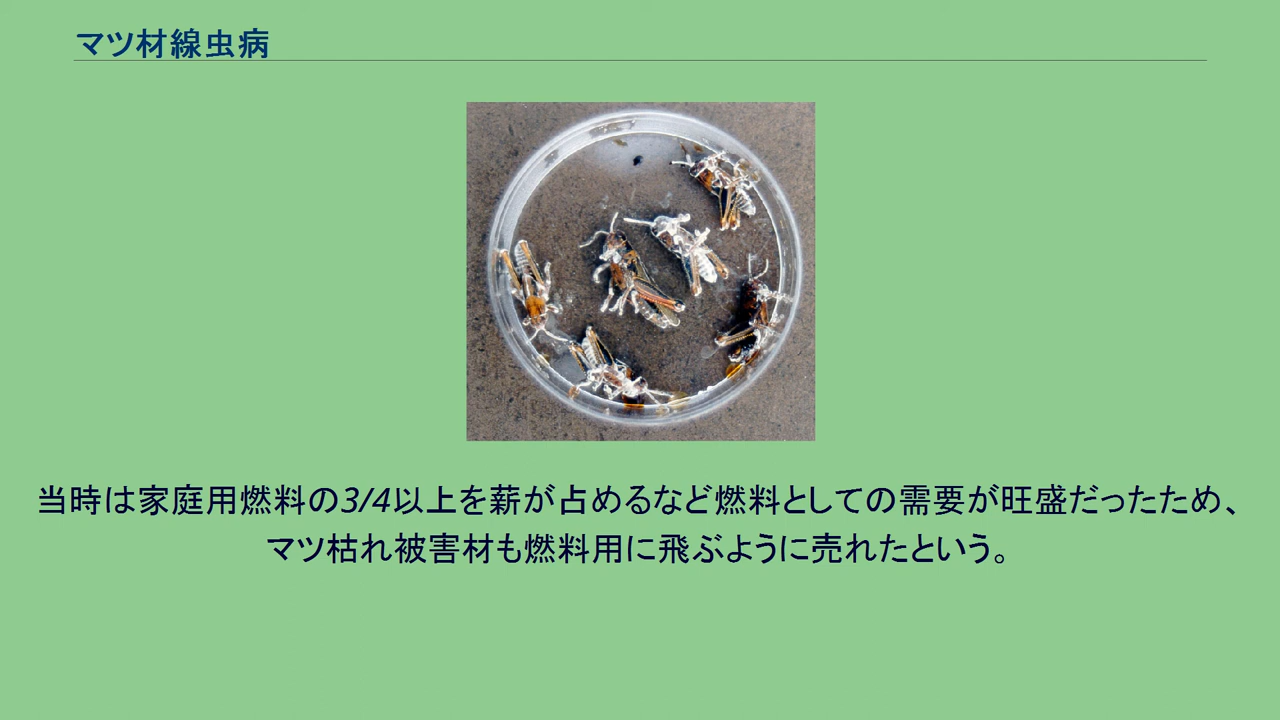 マツ材線虫病
当時は家庭用燃料の3/4以上を薪が占めるなど燃料としての需要が旺盛だったため、
マツ枯れ被害材も燃料用に飛ぶように売れたという。